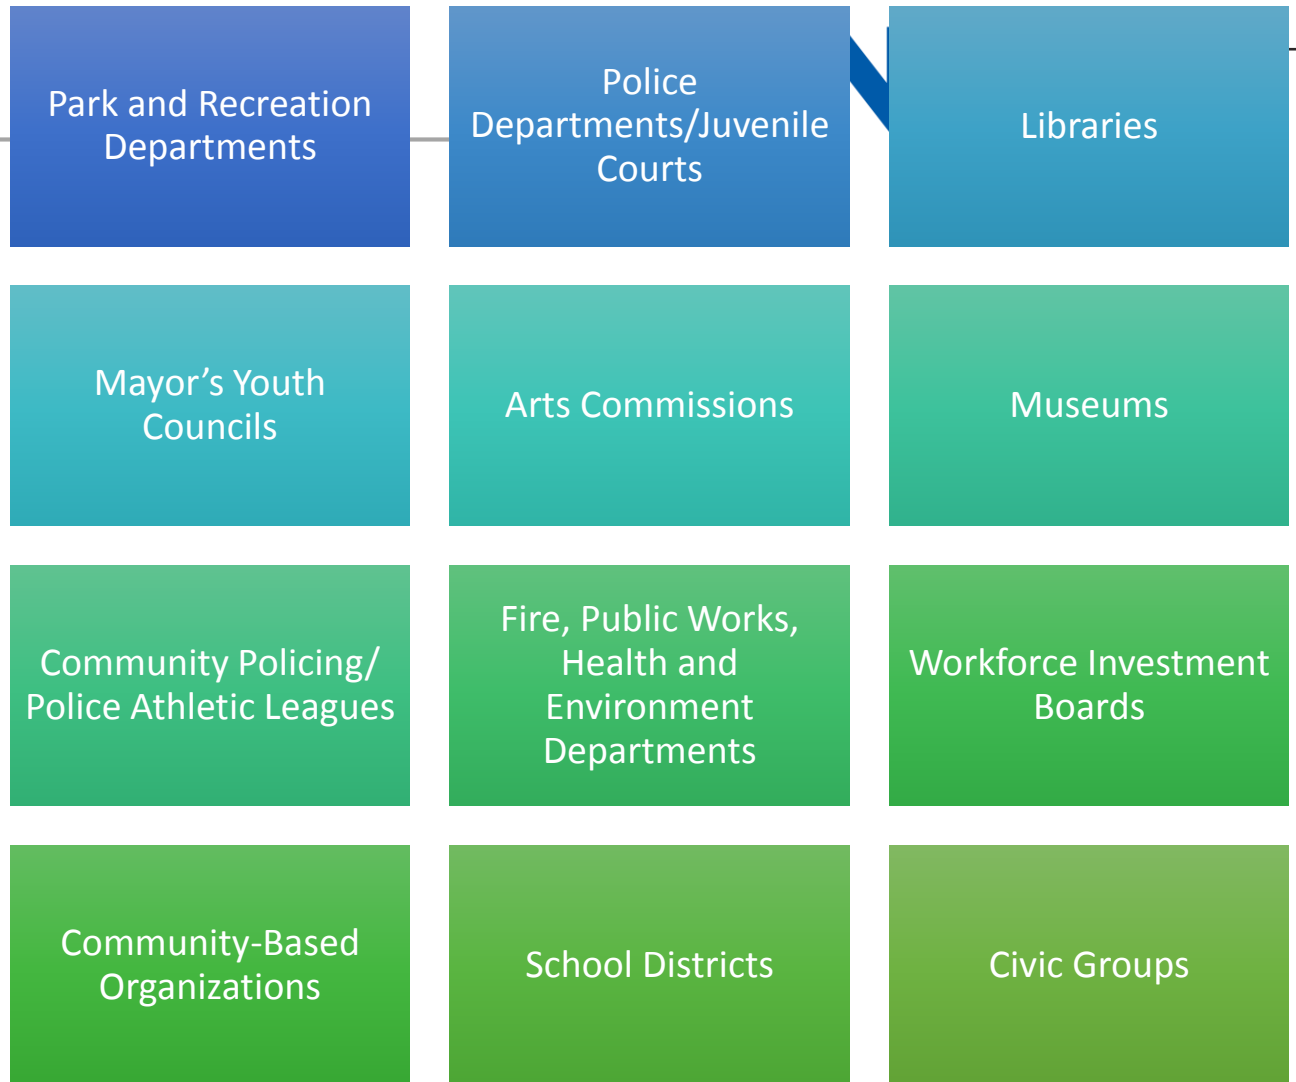 Park and Recreation
Departments
Police
Departments/Juvenile
Courts
Libraries
Mayor’s Youth
Councils
Arts Commissions
Museums
Community Policing/
Police Athletic Leagues
Fire, Public Works,
Health and
Environment
Departments
Workforce Investment
Boards
Community-Based
Organizations
School Districts
Civic Groups